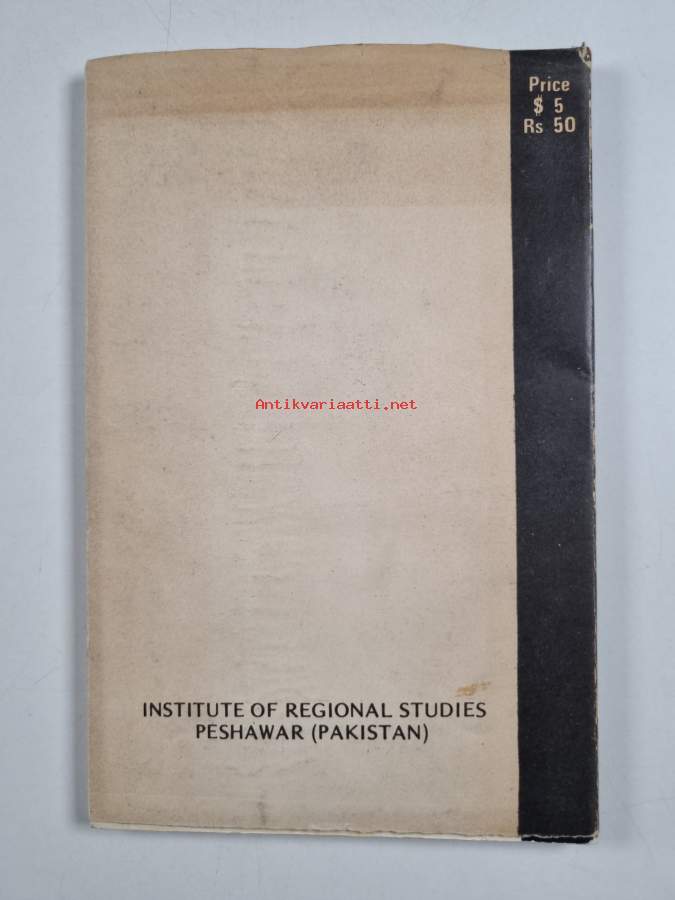 Price
$ 5
Rs 50
Antikvariaatti.net
INSTITUTE OF REGIONAL STUDIES
PESHAWAR (PAKISTAN)